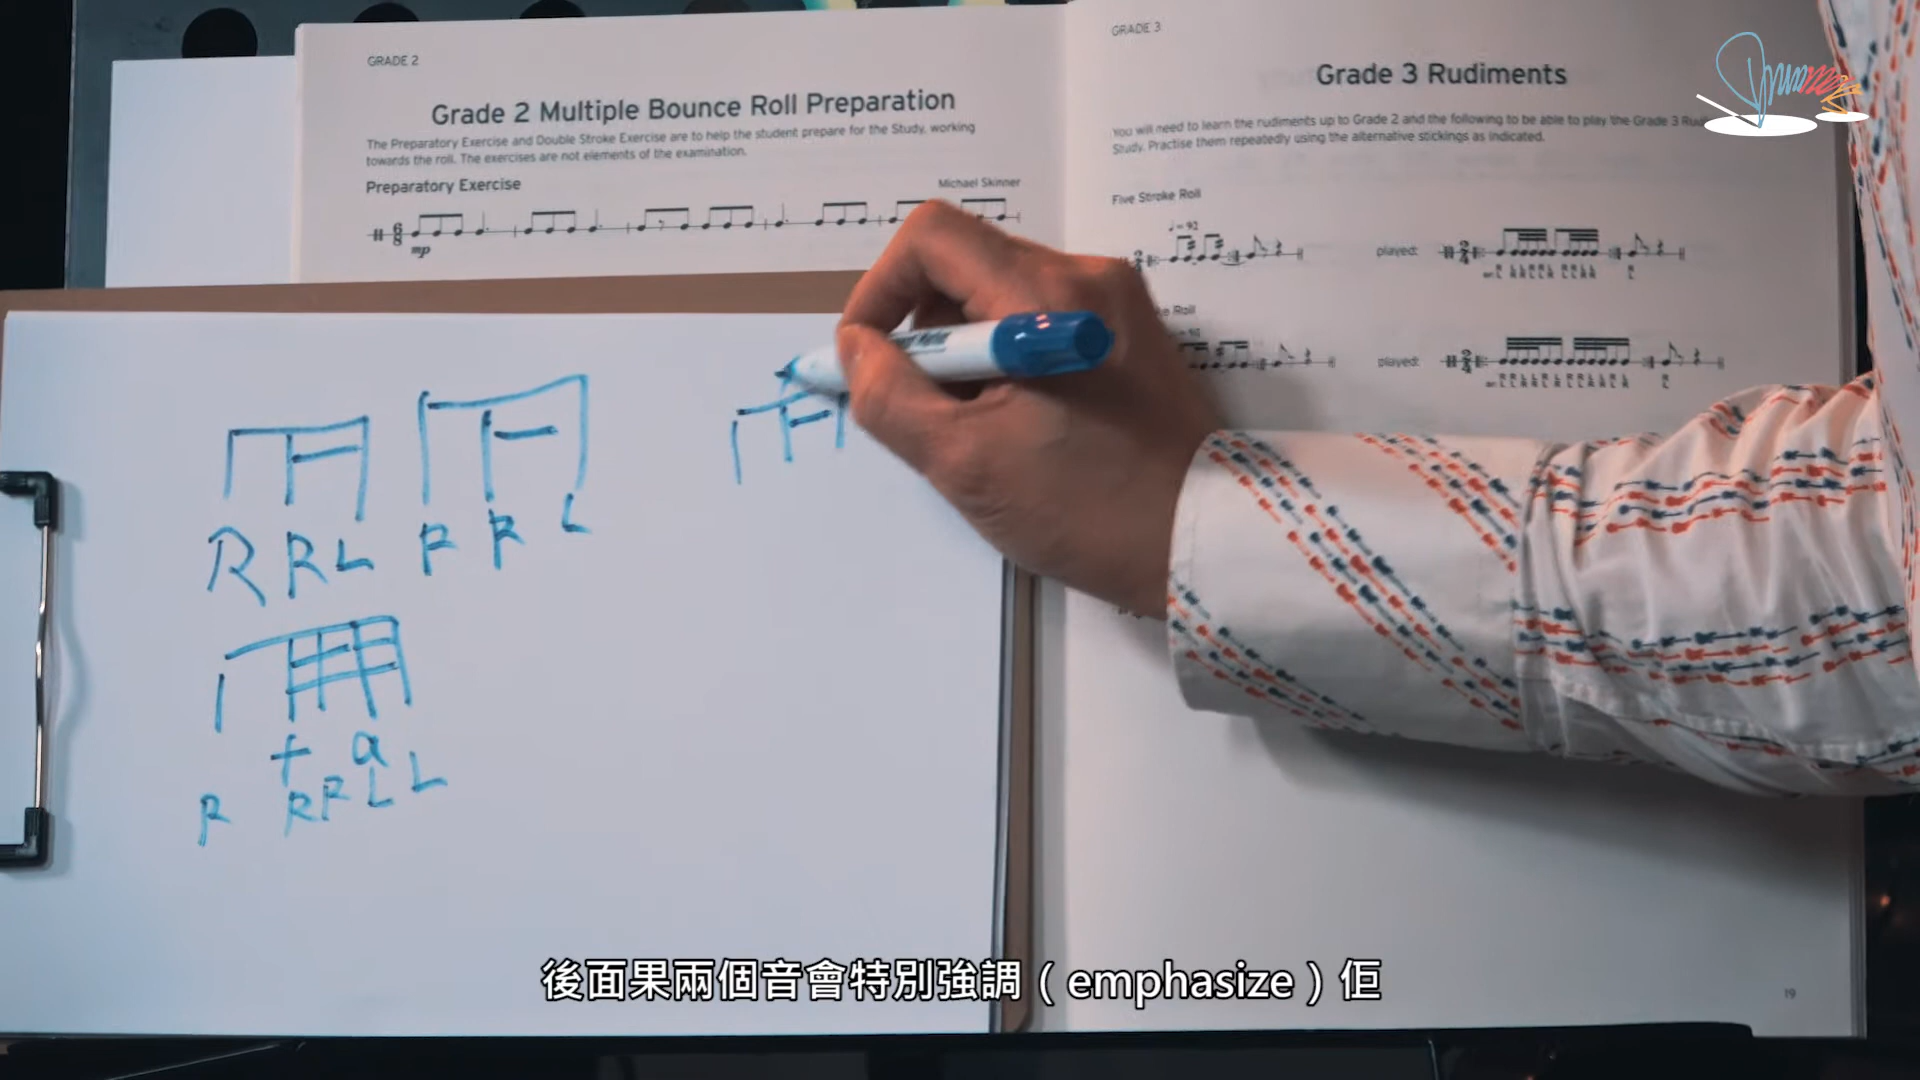 GRADE 2
Grade 2 Multiple Bounce Roll Preparation
The Preparatory Exercise and Double Stroke Exercise are to help the student prepare for the Study, working
towards the roll. The exercises are not elements of the examination.
Preparatory Exercise
Michael Skinner
mp
GRADE 3
Grade 3 Rudiments
You will need to learn the rudiments up to Grade 2 and the following to be able to play the Grade 3
Study. Practise them repeatedly using the alternative stickings as indicated.
Five Stroke Roll
played:
Roll
played:
R R L R R L
+ a
R R R L L
19
後面果兩個音會特別強調（emphasize）佢